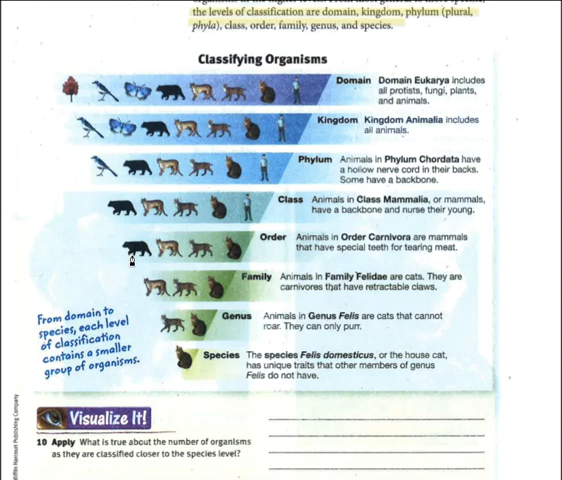 the levels of classification are domain, kingdom, phylum (plural,
phyla), class, order, family, genus, and species.
Classifying Organisms
Domain Domain Eukarya includes
all protists, fungi, plants,
and animals.
Kingdom Kingdom Animalia includes
all animals.
Phylum Animals in Phylum Chordata have
a hollow nerve cord in their backs.
Some have a backbone.
Class Animals in Class Mammalia, or mammals,
have a backbone and nurse their young.
Order Animals in Order Carnivora are mammals
that have special teeth for tearing meat.
Family Animals in Family Felidae are cats. They are
carnivores that have retractable claws.
Genus Animals in Genus Felis are cats that cannot
roar. They can only purr.
Species The species Felis domesticus, or the house cat,
has unique traits that other members of genus
Felis do not have.
From domain to
species, each level
of classification
contains a smaller
group of organisms.
Visualize It!
10 Apply What is true about the number of organisms
as they are classified closer to the species level?
Harcourt Publishing Company